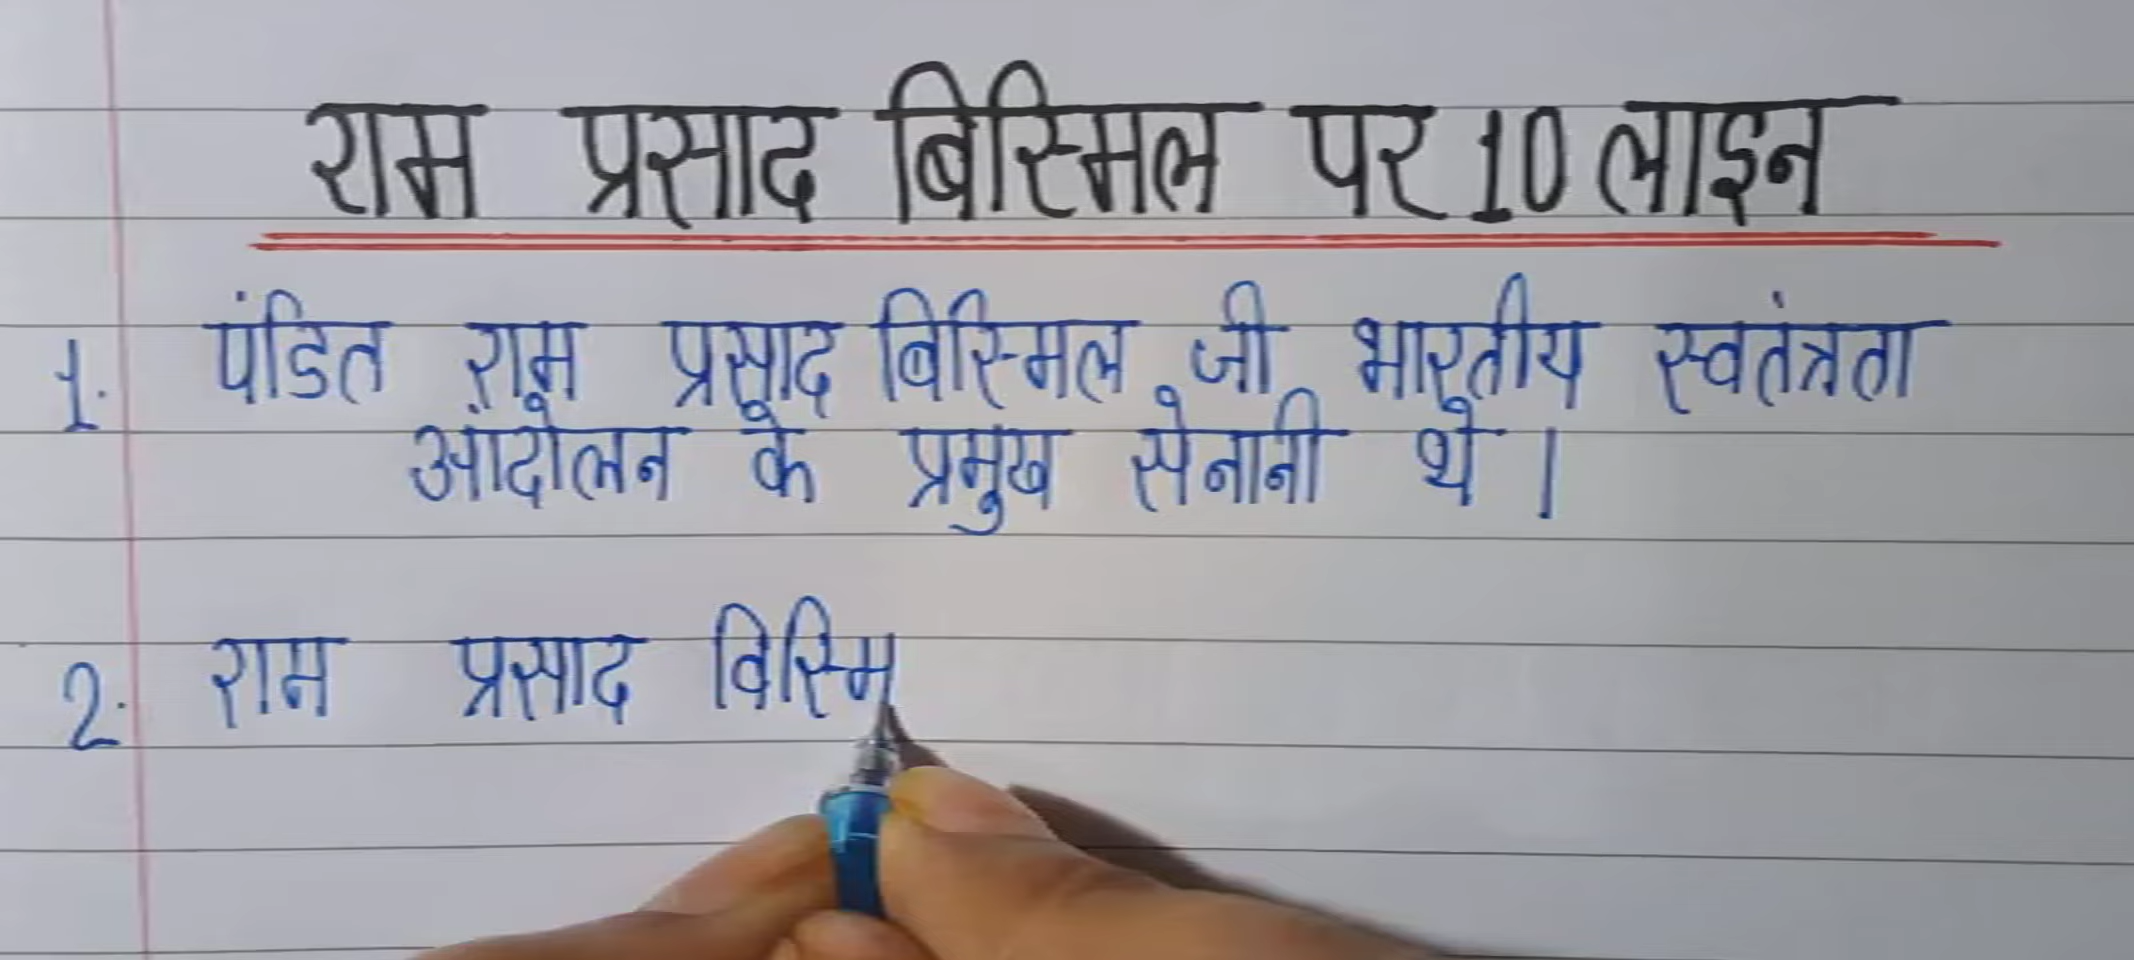 राम प्रसाद बिस्मिल पर 10 लाइन
1. पंडित राम प्रसाद बिस्मिल जी भारतीय स्वतंत्रता
आंदोलन के प्रमुख सेनानी थे।
2. राम प्रसाद विस्मि